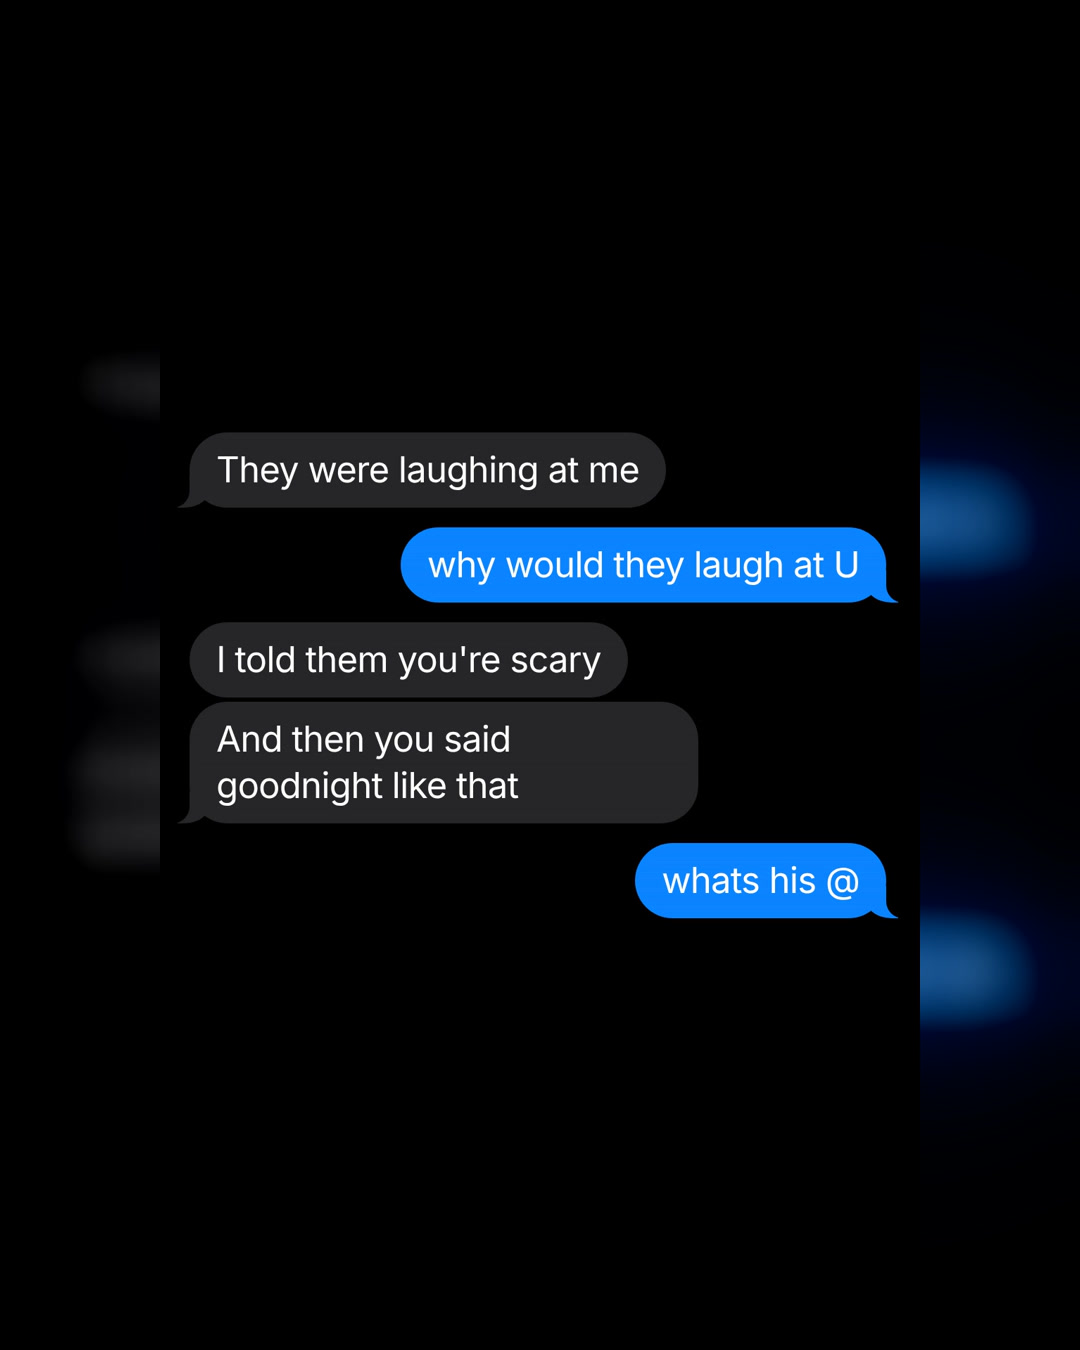 They were laughing at me
why would they laugh at U
I told them you're scary
And then you said
goodnight like that
whats his @